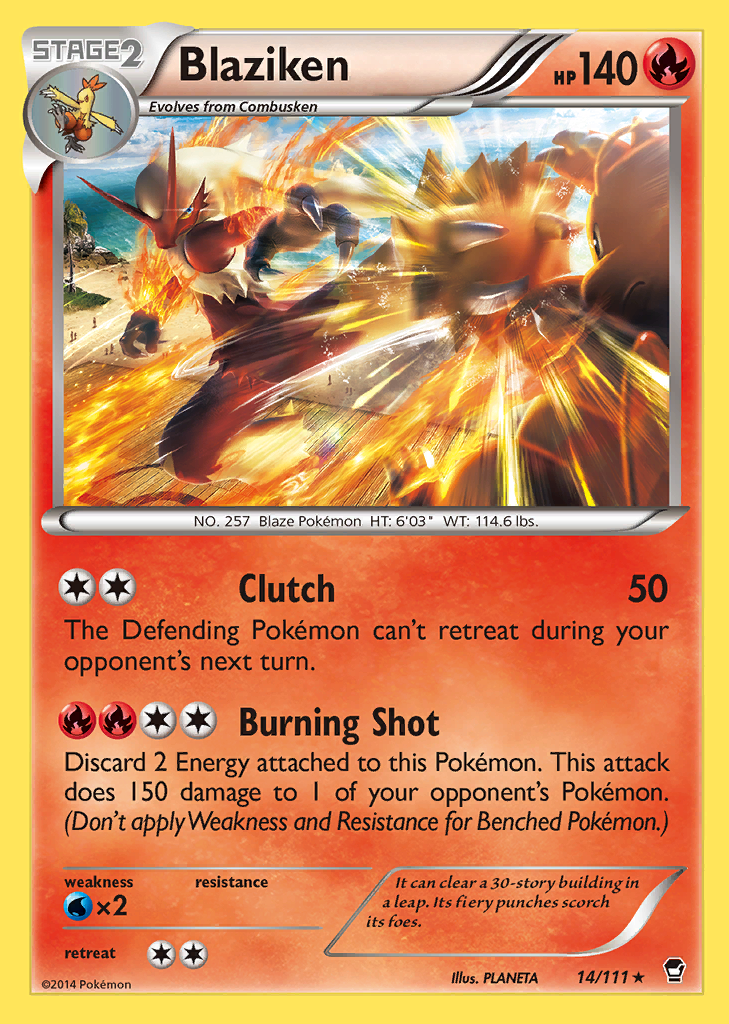 STAGE2
Blaziken
HP140
Evolves from Combusken
NO. 257 Blaze Pokémon HT: 6'03" WT: 114.6 lbs.
Clutch 50
The Defending Pokémon can't retreat during your
opponent's next turn.
Burning Shot
Discard 2 Energy attached to this Pokémon. This attack
does 150 damage to 1 of your opponent's Pokémon.
(Don't apply Weakness and Resistance for Benched Pokémon.)
weakness resistance
×2
retreat
It can clear a 30-story building in
a leap. Its fiery punches scorch
its foes.
©2014 Pokémon
Illus. PLANETA 14/111 ★